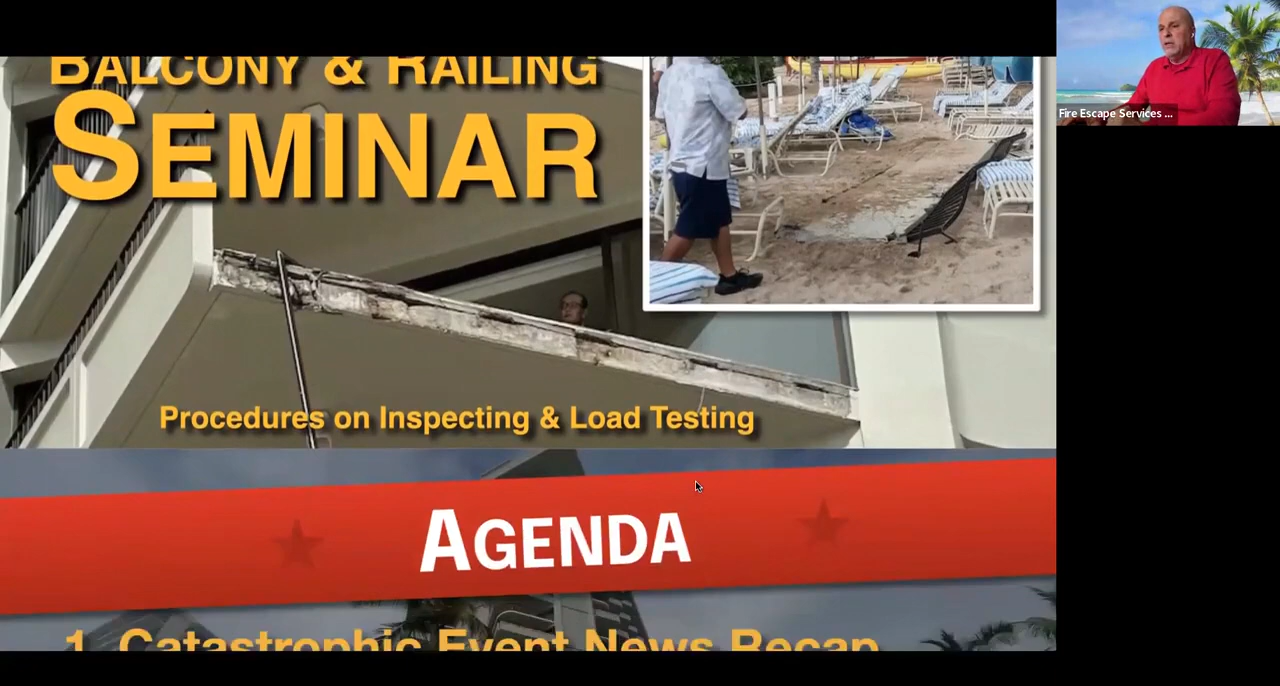 BALCONY & RAILING
SEMINAR
Procedures on Inspecting & Load Testing
AGENDA
1. Catastrophic Event News Recap
Fire Escape Services ...